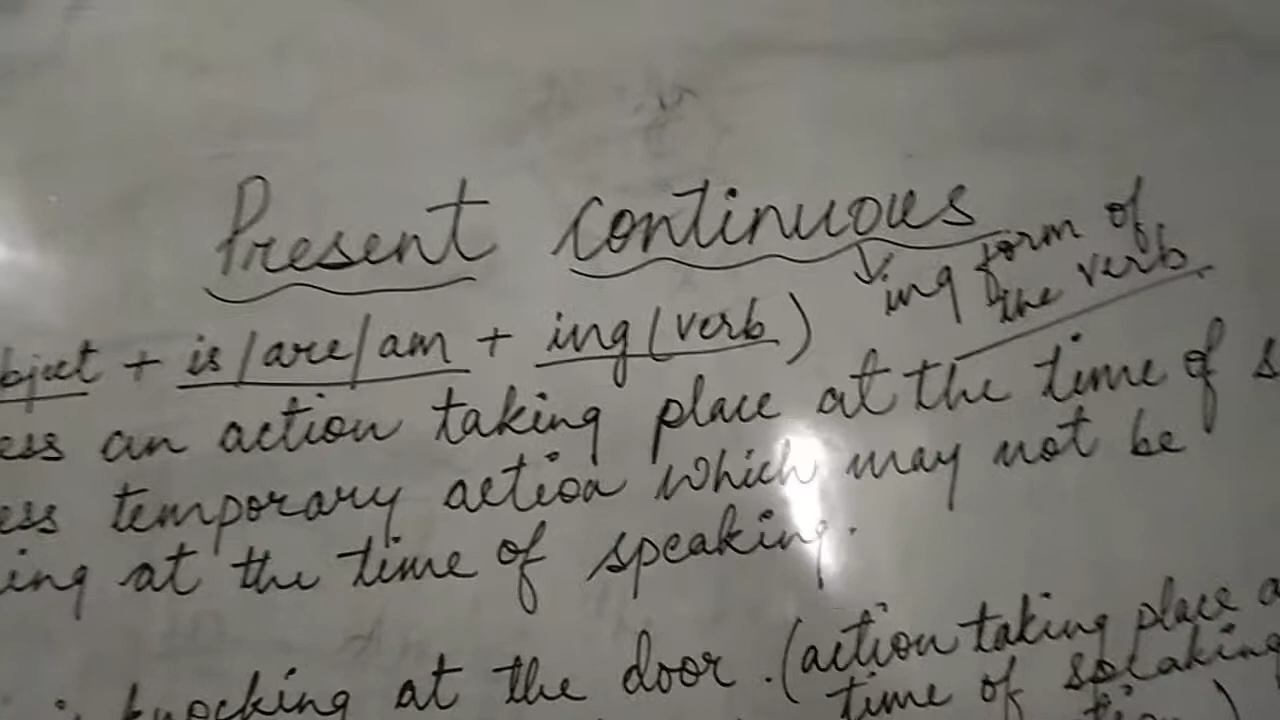 Present continuous
ing form of
the verb
bject + is/are/am + ing (verb)
ess an action taking place at the time of s
ess temporary action which may not be
ing at the time of speaking.
knocking at the door. (action taking place a
time of speaking